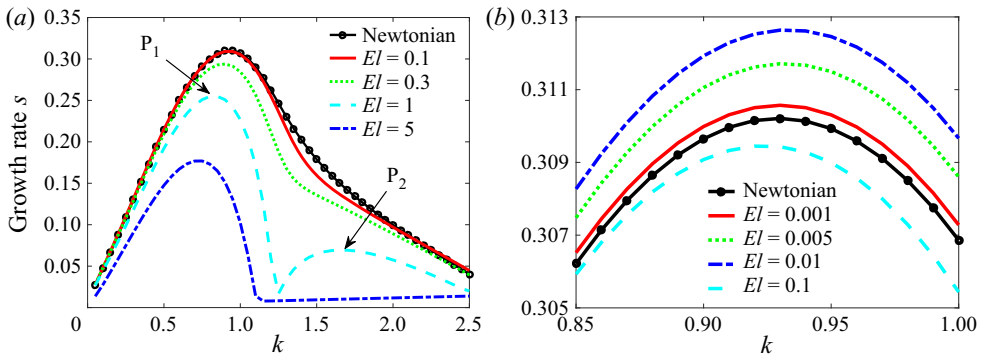 (a)
0.35
0.30
0.25
0.20
0.15
0.10
0.05
0
0.5
1.0
1.5
2.0
2.5
Growth rate s
k
P1
P2
Newtonian
El = 0.1
El = 0.3
El = 1
El = 5
(b)
0.313
0.311
0.309
0.307
0.305
0.85
0.90
0.95
1.00
k
Newtonian
El = 0.001
El = 0.005
El = 0.01
El = 0.1